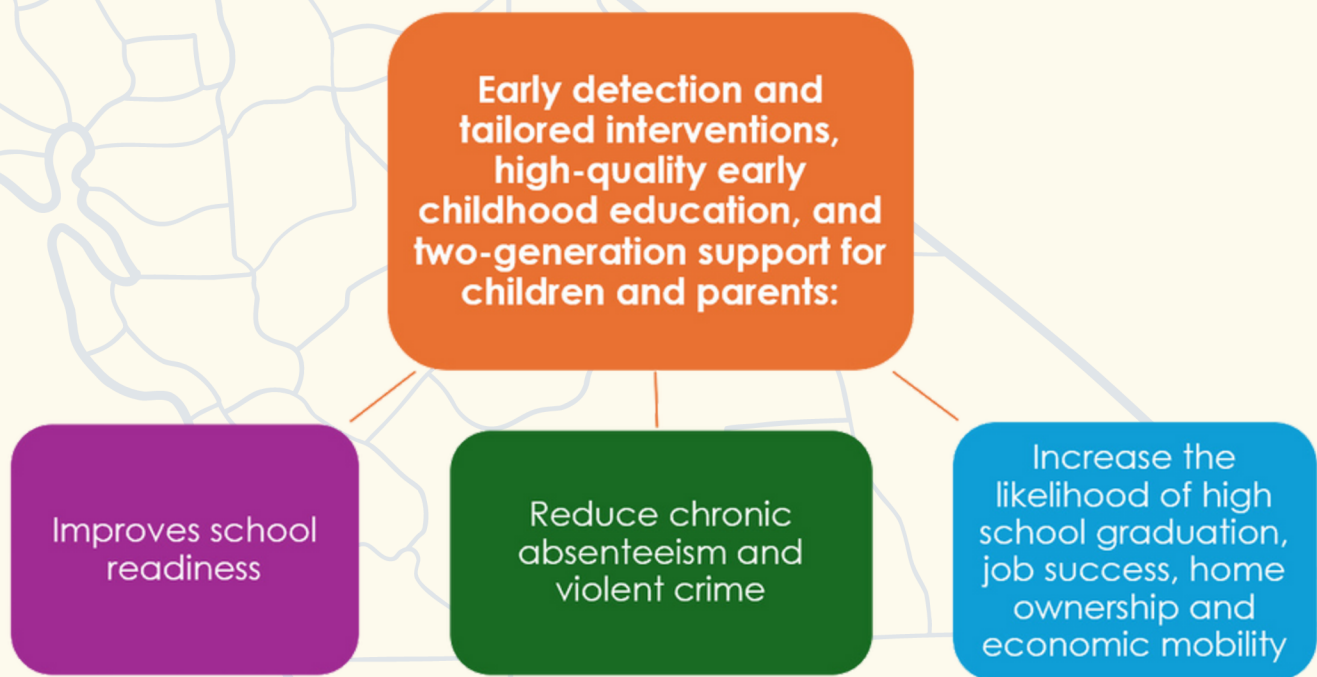 Early detection and
tailored interventions,
high-quality early
childhood education, and
two-generation support for
children and parents:
Improves school
readiness
Reduce chronic
absenteeism and
violent crime
Increase the
likelihood of high
school graduation,
job success, home
ownership and
economic mobility